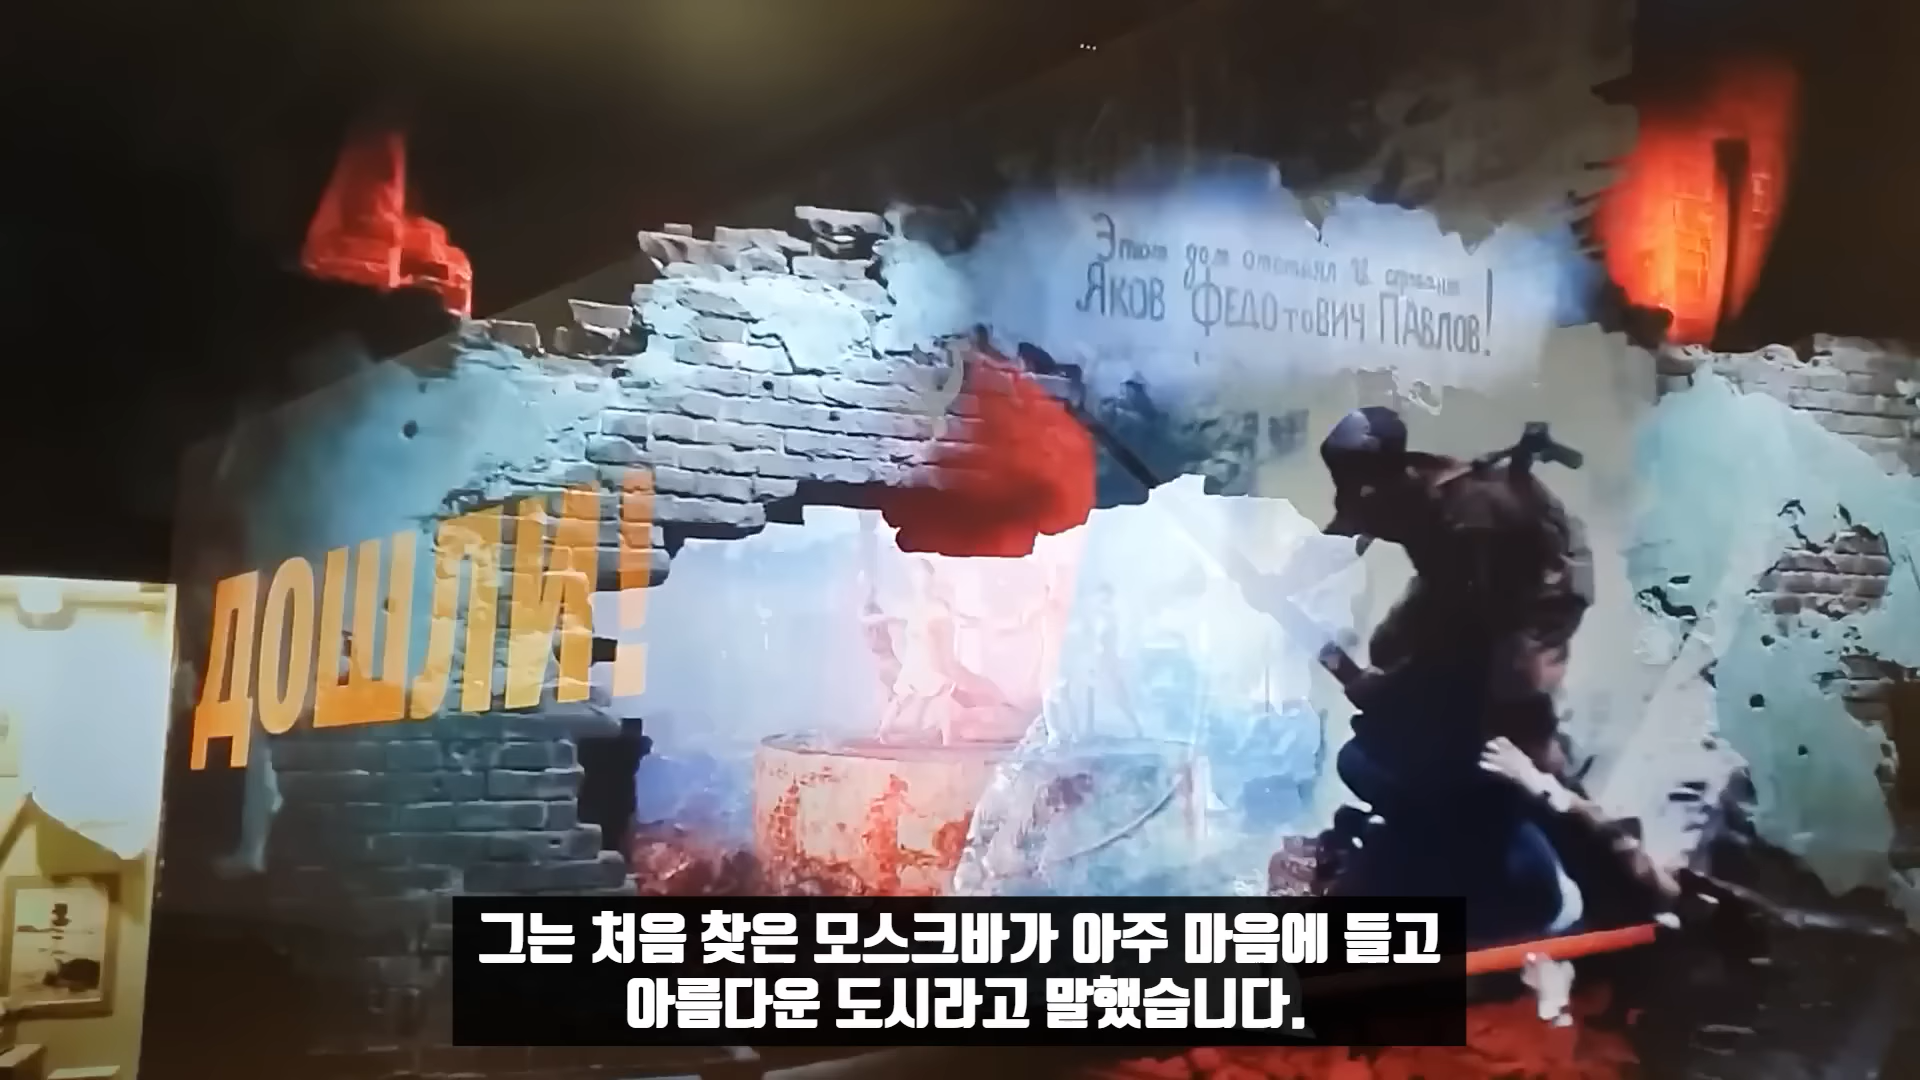 Этот дом отстоял гв. сержант
Яков Федотович Павлов!
ДОШЛИ!
그는 처음 찾은 모스크바가 아주 마음에 들고
아름다운 도시라고 말했습니다.